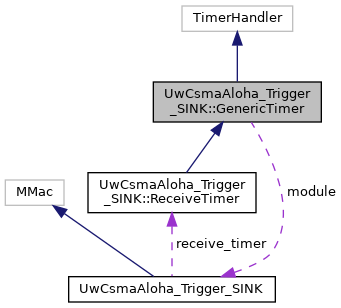 TimerHandler
UwCsmaAloha_Trigger
_SINK::GenericTimer
UwCsmaAloha_Trigger
_SINK::ReceiveTimer
MMac
module
receive_timer
UwCsmaAloha_Trigger_SINK